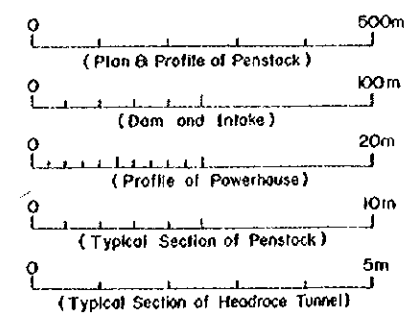 0 500m
(Plan & Profile of Penstock)
0 100m
(Dam and Intake)
0 20m
(Profile of Powerhouse)
0 10m
(Typical Section of Penstock)
0 5m
(Typical Section of Headrace Tunnel)